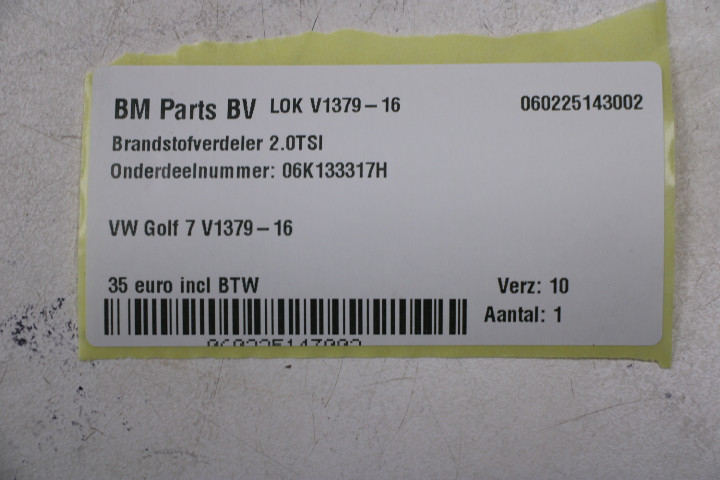 BM Parts BV LOK V1379-16 060225143002
Brandstofverdeler 2.0TSI
Onderdeelnummer: 06K133317H
VW Golf 7 V1379-16
35 euro incl BTW Verz: 10
Aantal: 1